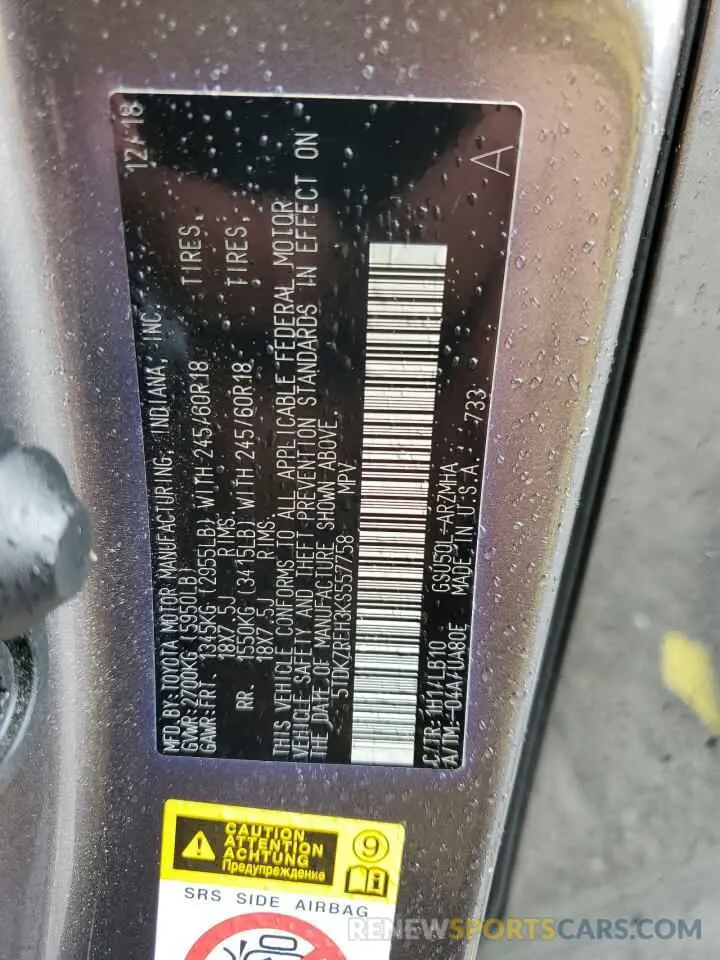 MFD.BY:TOYOTA MOTOR MANUFACTURING, INDIANA, INC. 12/18
GVWR:2700KG (5950LB)
GAWR:FRT. 1345KG (2955LB) WITH 245/60R18 TIRES,
18X7.5J RIMS.
RR. 1550KG (3415LB) WITH 245/60R18 TIRES,
18X7.5J RIMS.
THIS VEHICLE CONFORMS TO ALL APPLICABLE FEDERAL MOTOR
VEHICLE SAFETY AND THEFT PREVENTION STANDARDS IN EFFECT ON
THE DATE OF MANUFACTURE SHOWN ABOVE.
5TDKZRFH3KS557758 MPV
C/TR: 1H1/LB10 GSU50L-ARZMHA
A/TM:-04A/UA80E MADE IN U.S.A. 733
A
CAUTION
ATTENTION
ACHTUNG
Предупреждение
9
SRS SIDE AIRBAG
RENEWSPORTSCARS.COM